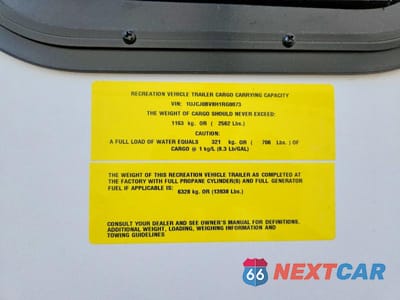 RECREATION VEHICLE TRAILER CARGO CARRYING CAPACITY
VIN: 1UJCJ0BV8H1RG0073
THE WEIGHT OF CARGO SHOULD NEVER EXCEED:
1163 kg. OR ( 2562 Lbs.)
CAUTION:
A FULL LOAD OF WATER EQUALS 321 kg. OR ( 706 Lbs.) OF
CARGO @ 1 kg/L (8.3 Lb/GAL)
THE WEIGHT OF THIS RECREATION VEHICLE TRAILER AS COMPLETED AT
THE FACTORY WITH FULL PROPANE CYLINDER(S) AND FULL GENERATOR
FUEL IF APPLICABLE IS:
6328 kg. OR (13938 Lbs.)
CONSULT YOUR DEALER AND SEE OWNER'S MANUAL FOR DEFINITIONS,
ADDITIONAL WEIGHT, LOADING, WEIGHING INFORMATION AND
TOWING GUIDELINES
66 NEXTCAR